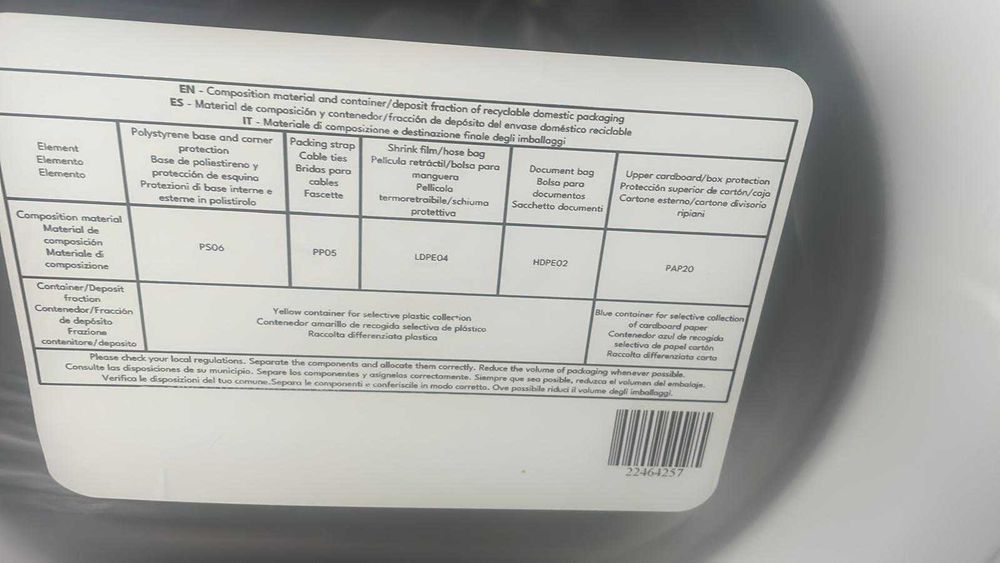 EN - Composition material and container/deposit fraction of recyclable domestic packaging
ES - Material de composición y contenedor/fracción de depósito del envase doméstico reciclable
IT - Materiale di composizione e destinazione finale degli imballaggi
Element
Elemento
Elemento
Polystyrene base and corner
protection
Base de poliestireno y
protección de esquina
Protezioni di base interne e
esterne in polistirolo
Packing strap
Cable ties
Bridas para
cables
Fascette
Shrink film/hose bag
Película retráctil/bolsa para
manguera
Pellicola
termoretraibile/schiuma
protettiva
Document bag
Bolsa para
documentos
Sacchetto documenti
Upper cardboard/box protection
Protección superior de cartón/caja
Cartone esterno/cartone divisorio
ripiani
Composition material
Material de
composición
Materiale di
composizione
PS06
PP05
LDPE04
HDPE02
PAP20
Container/Deposit
fraction
Contenedor/Fracción
de depósito
Frazione
contenitore/deposito
Yellow container for selective plastic collection
Contenedor amarillo de recogida selectiva de plástico
Raccolta differenziata plastica
Blue container for selective collection
of cardboard paper
Contenedor azul de recogida
selectiva de papel cartón
Raccolta differenziata carta
Please check your local regulations. Separate the components and allocate them correctly. Reduce the volume of packaging whenever possible.
Consulte las disposiciones de su municipio. Separe los componentes y asígnelos correctamente. Siempre que sea posible, reduzca el volumen del embalaje.
Verifica le disposizioni del tuo comune.Separa le componenti e conferiscile in modo corretto. Ove possibile riduci il volume degli imballaggi.
22464257